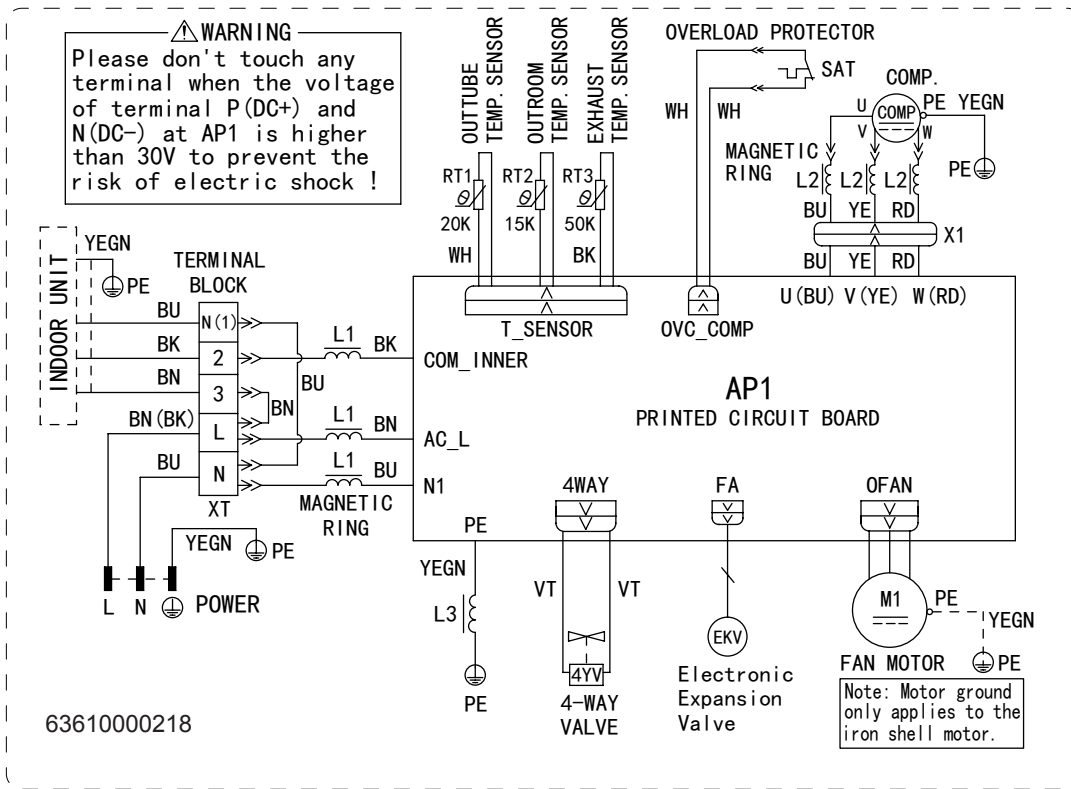 WARNING
Please don't touch any
terminal when the voltage
of terminal P(DC+) and
N(DC-) at AP1 is higher
than 30V to prevent the
risk of electric shock !
OUTTUBE
TEMP. SENSOR
OUTROOM
TEMP. SENSOR
EXHAUST
TEMP. SENSOR
RT1
RT2
RT3
θ
θ
θ
20K
15K
50K
WH
BK
T_SENSOR
OVERLOAD PROTECTOR
SAT
WH
WH
OVC_COMP
COMP.
U
COMP
PE
YEGN
V
W
PE
MAGNETIC
RING
L2
L2
L2
BU
YE
RD
X1
BU
YE
RD
U(BU)
V(YE)
W(RD)
INDOOR UNIT
YEGN
PE
TERMINAL
BLOCK
BU
N(1)
BK
2
BN
3
BN(BK)
L
BU
N
XT
BU
BN
L1
BK
L1
BN
L1
BU
MAGNETIC
RING
COM_INNER
AC_L
N1
AP1
PRINTED CIRCUIT BOARD
YEGN
PE
L
N
POWER
PE
YEGN
L3
PE
4WAY
VT
VT
4YV
4-WAY
VALVE
FA
EKV
Electronic
Expansion
Valve
OFAN
M1
PE
YEGN
FAN MOTOR
PE
Note: Motor ground
only applies to the
iron shell motor.
63610000218